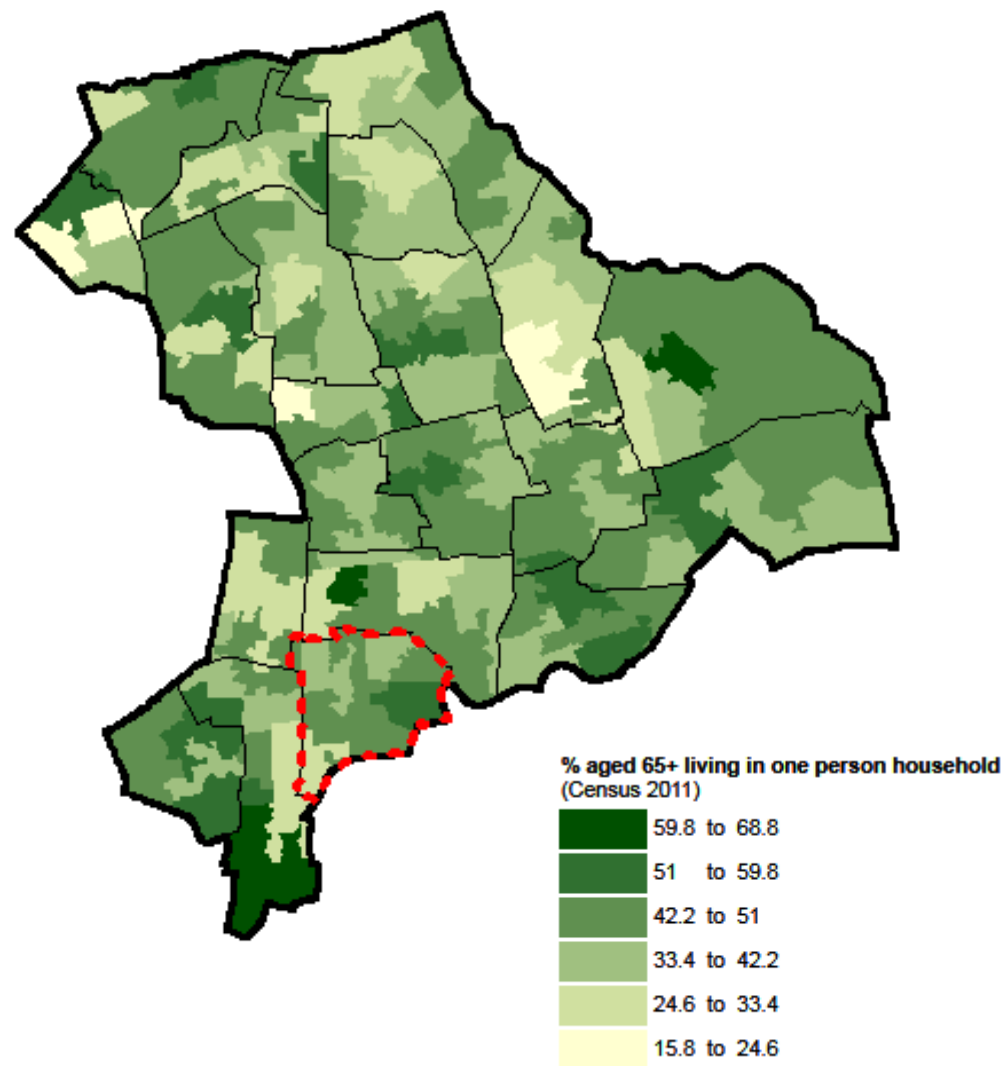 % aged 65+ living in one person household
(Census 2011)
59.8 to 68.8
51 to 59.8
42.2 to 51
33.4 to 42.2
24.6 to 33.4
15.8 to 24.6